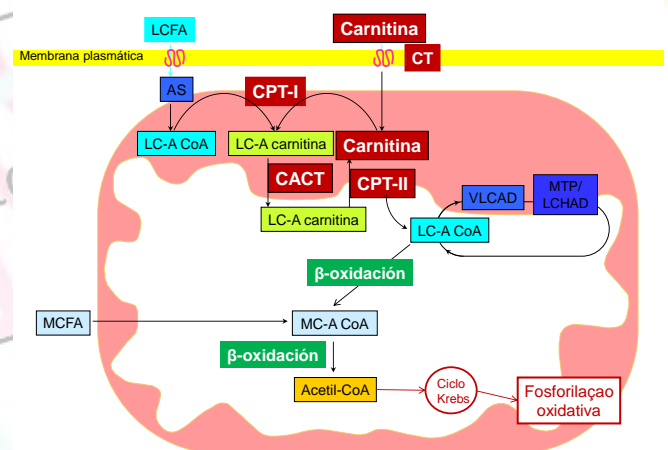 LCFA
Carnitina
Membrana plasmática
CT
AS
CPT-I
LC-A CoA
LC-A carnitina
Carnitina
CACT
CPT-II
VLCAD
MTP/
LCHAD
LC-A carnitina
LC-A CoA
β-oxidación
MCFA
MC-A CoA
β-oxidación
Acetil-CoA
Ciclo
Krebs
Fosforilaçao
oxidativa